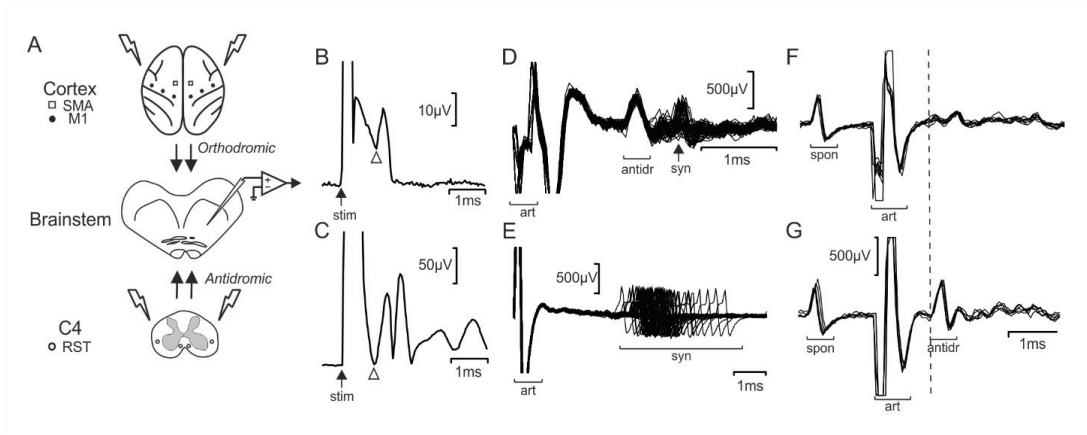 A
Cortex
□ SMA
● M1
Orthodromic
Brainstem
Antidromic
C4
○ RST
B
10µV
1ms
stim
C
50µV
1ms
stim
D
500µV
antidr
syn
1ms
art
E
500µV
syn
art
1ms
F
spon
art
G
500µV
spon
antidr
1ms
art